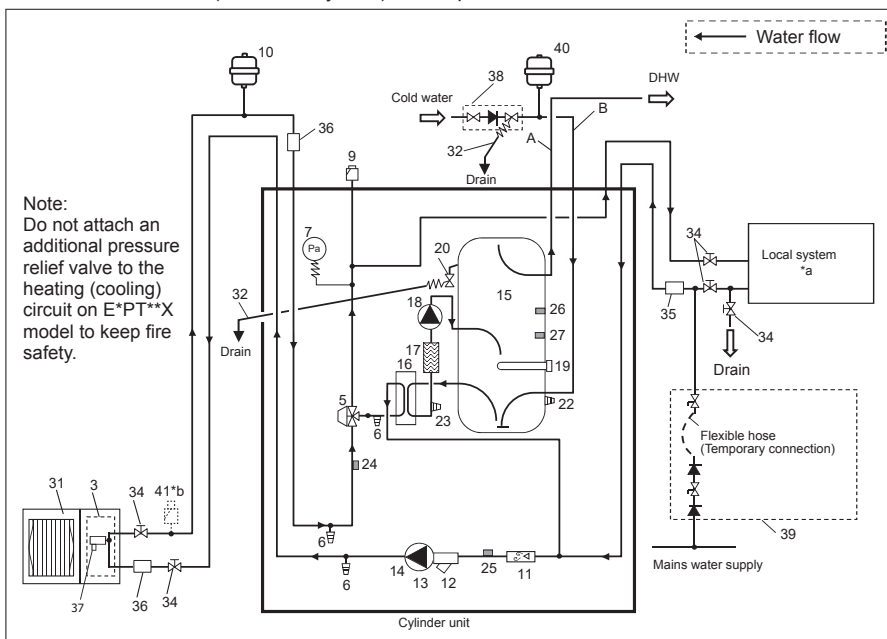 10
40
Water flow
38
DHW
Cold water
B
36
A
9
32
Drain
Note:
Do not attach an
additional pressure
relief valve to the
heating (cooling)
circuit on E*PT**X
model to keep fire
safety.
7
Pa
20
34
Local system
*a
15
32
18
26
35
34
Drain
27
17
Drain
16
19
5
22
6
23
Flexible hose
(Temporary connection)
24
31
3
34
41*b
6
39
14
13
12
25
11
6
37
36
34
Mains water supply
Cylinder unit